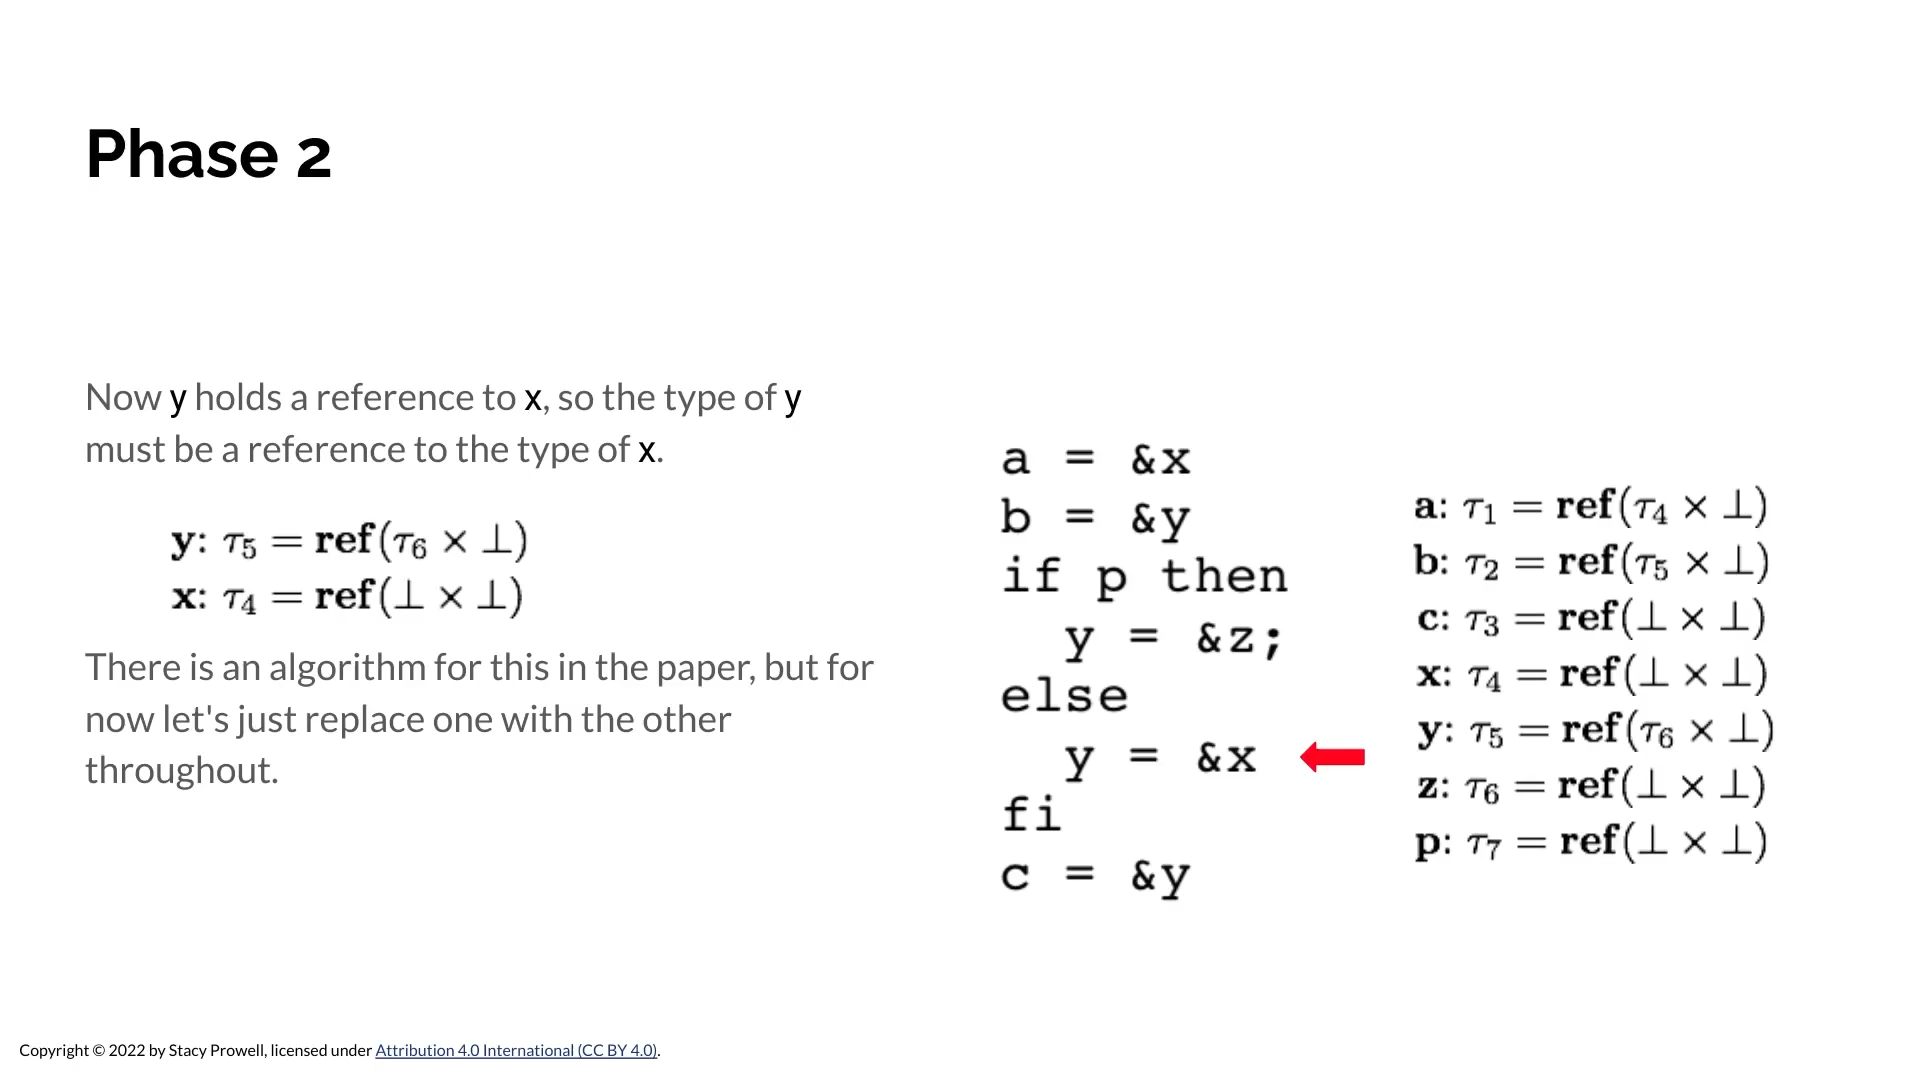 Phase 2
Now y holds a reference to x, so the type of y
must be a reference to the type of x.
y: τ₅ = ref(τ₆ × ⊥)
x: τ₄ = ref(⊥ × ⊥)
There is an algorithm for this in the paper, but for
now let's just replace one with the other
throughout.
a = &x
b = &y
if p then
y = &z;
else
y = &x
fi
c = &y
a: τ₁ = ref(τ₄ × ⊥)
b: τ₂ = ref(τ₅ × ⊥)
c: τ₃ = ref(⊥ × ⊥)
x: τ₄ = ref(⊥ × ⊥)
y: τ₅ = ref(τ₆ × ⊥)
z: τ₆ = ref(⊥ × ⊥)
p: τ₇ = ref(⊥ × ⊥)
Copyright © 2022 by Stacy Prowell, licensed under Attribution 4.0 International (CC BY 4.0).